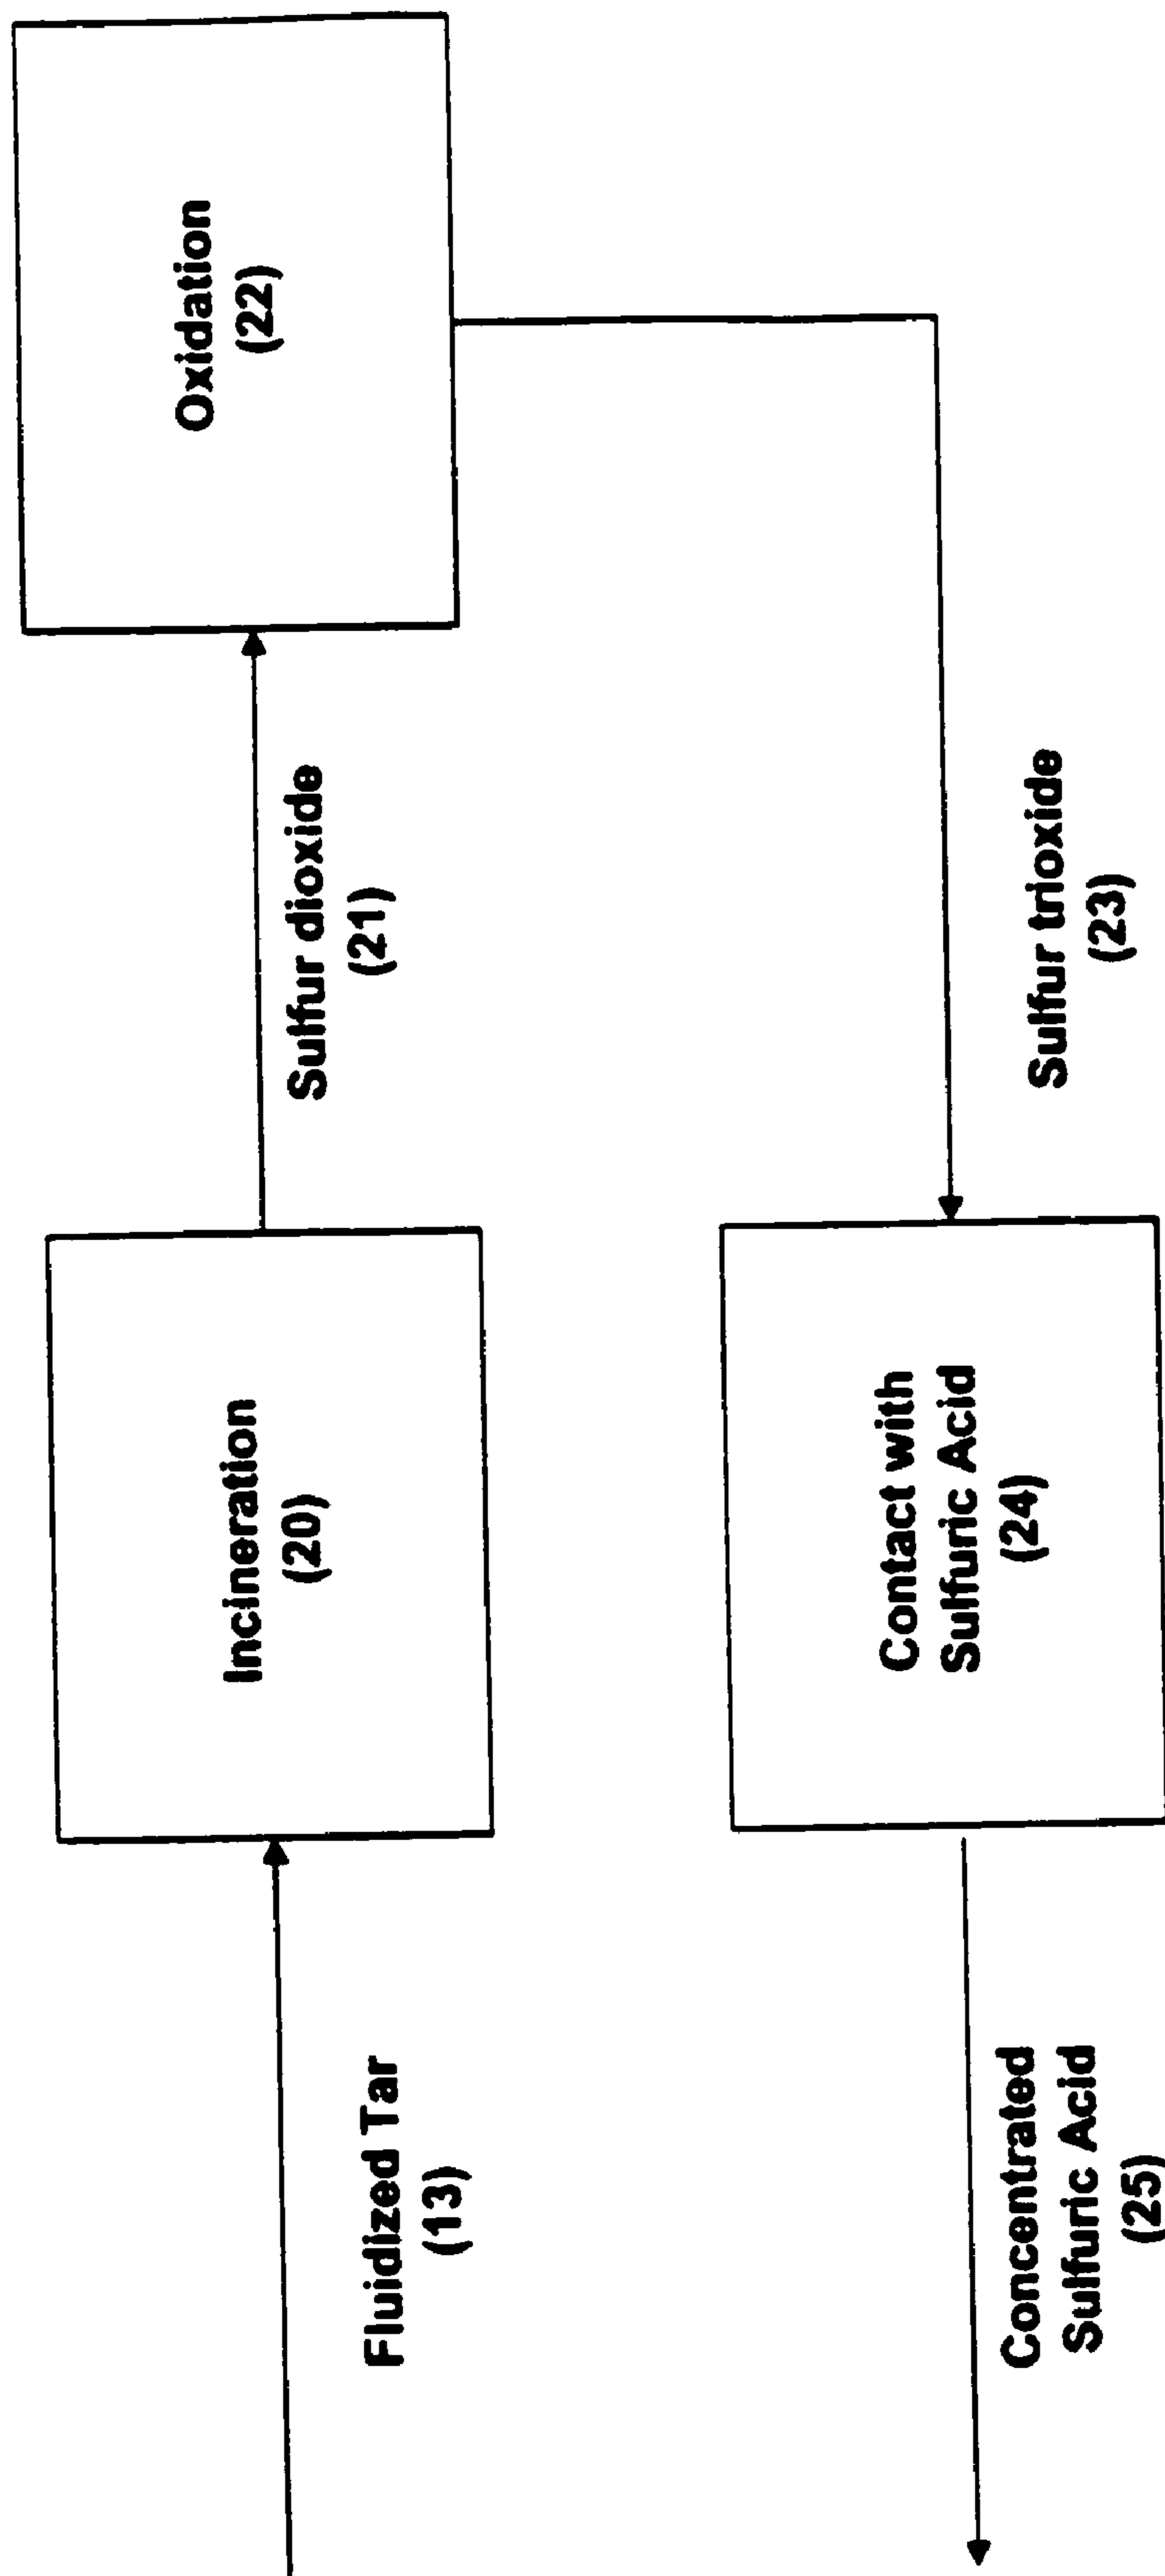 Fluidized Tar
(13)
Incineration
(20)
Sulfur dioxide
(21)
Oxidation
(22)
Sulfur trioxide
(23)
Contact with
Sulfuric Acid
(24)
Concentrated
Sulfuric Acid
(25)